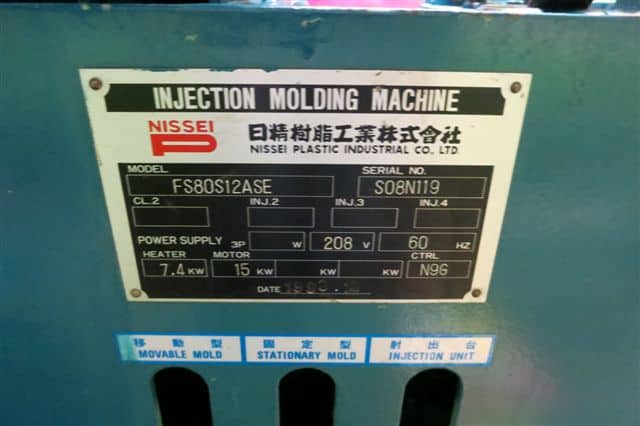 INJECTION MOLDING MACHINE
NISSEI
日精樹脂工業株式會社
NISSEI PLASTIC INDUSTRIAL CO., LTD.
MODEL SERIAL NO.
FS80S12ASE S08N119
CL.2 INJ.2 INJ.3 INJ.4
POWER SUPPLY 3P W 208 V 60 HZ
HEATER MOTOR CTRL
7.4 KW 15 KW KW KW N9G
DATE
移動型 固定型 射出台
MOVABLE MOLD STATIONARY MOLD INJECTION UNIT